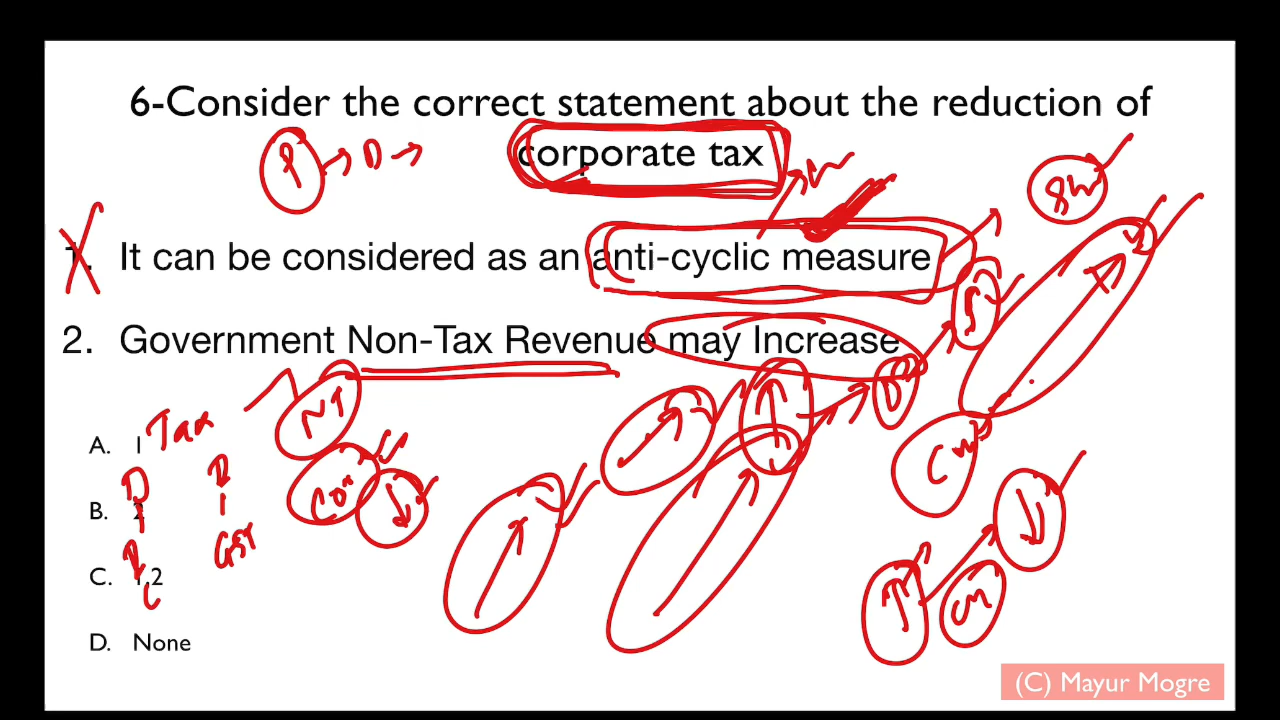 6-Consider the correct statement about the reduction of
corporate tax
P → D →
1. It can be considered as an anti-cyclic measure
2. Government Non-Tax Revenue may Increase
Tax
NT
A. 1
B. 2
GST
C. 1,2
D. None
(C) Mayur Mogre